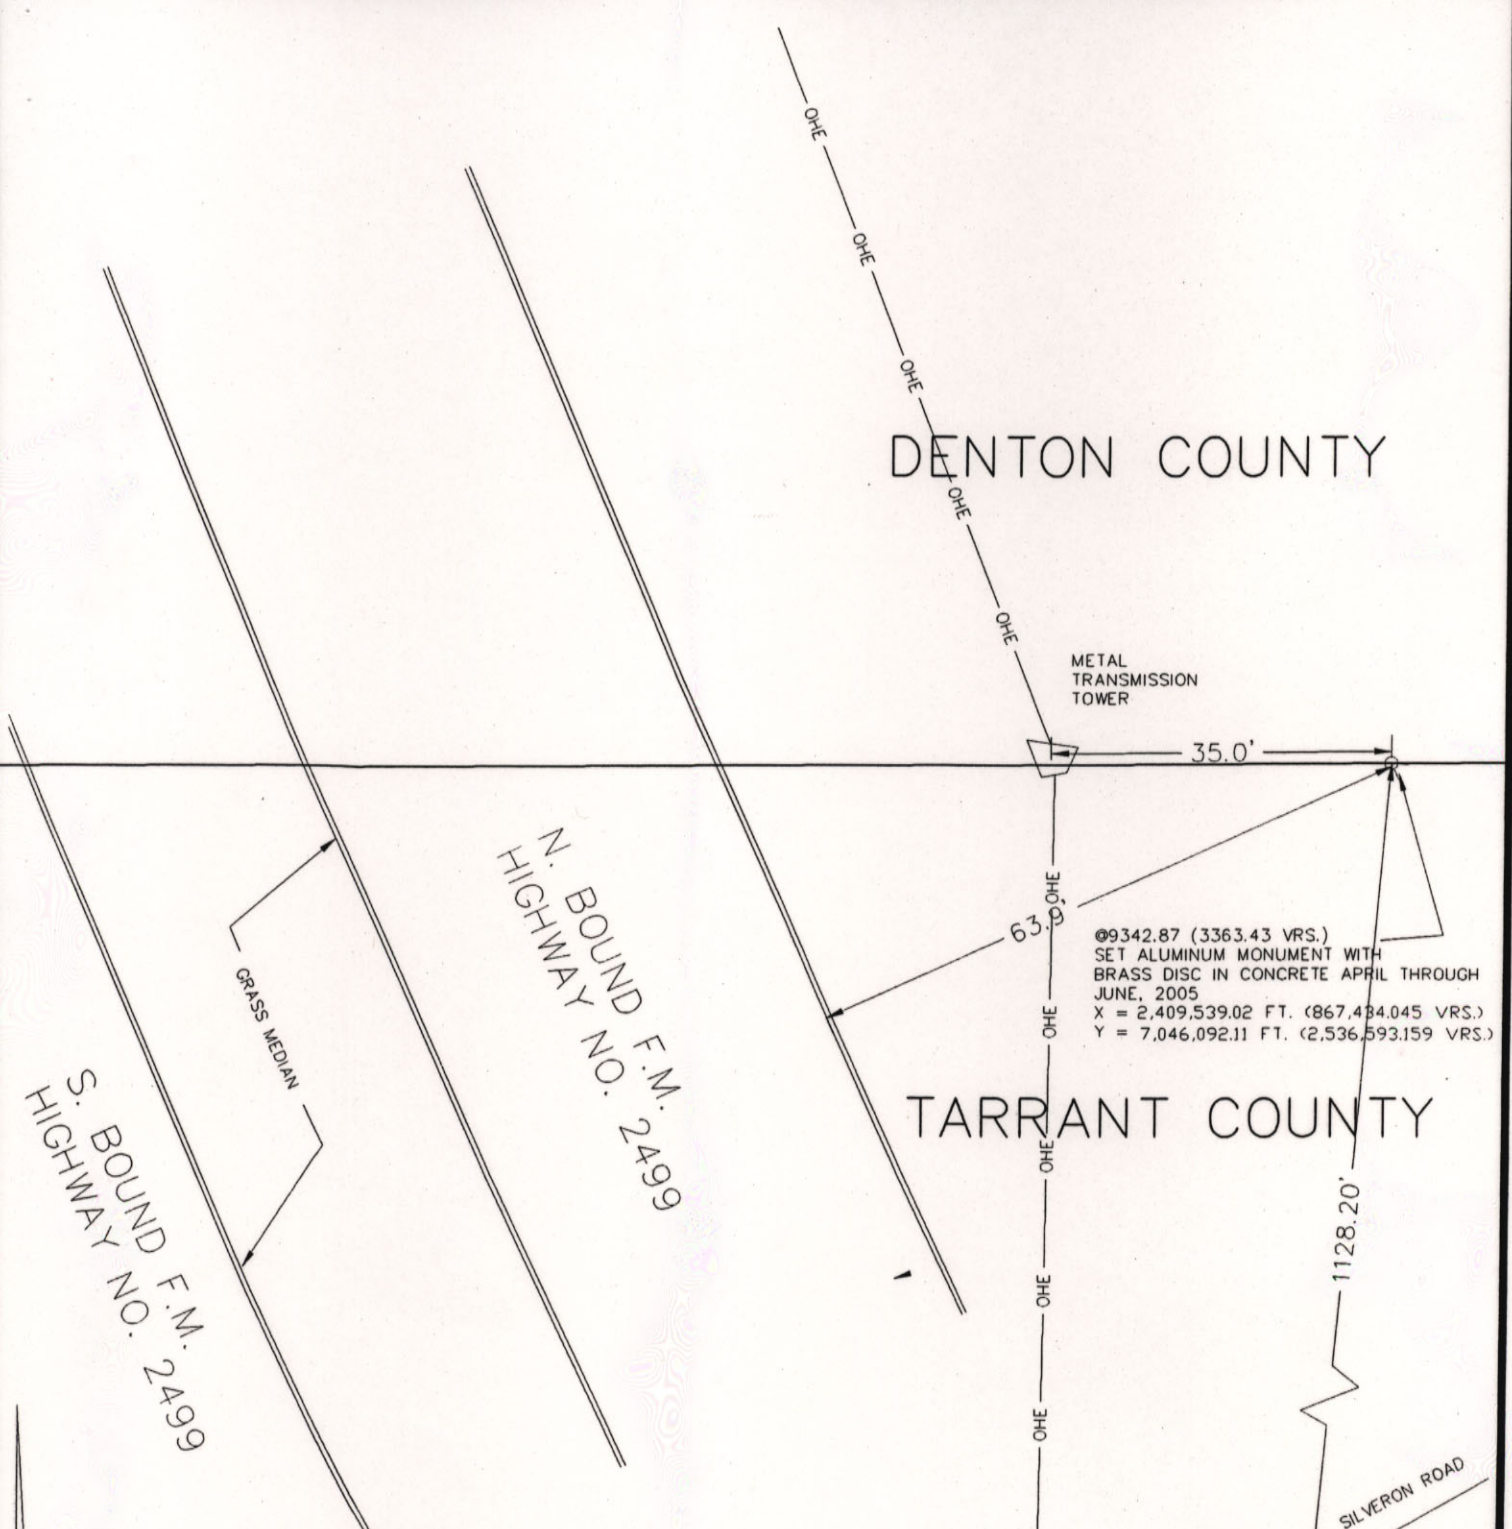 OHE
OHE
OHE
DENTON COUNTY
OHE
OHE
METAL
TRANSMISSION
TOWER
35.0'
N. BOUND F.M.
HIGHWAY NO. 2499
OHE
63.9'
@9342.87 (3363.43 VRS.)
SET ALUMINUM MONUMENT WITH
BRASS DISC IN CONCRETE APRIL THROUGH
JUNE, 2005
X = 2,409,539.02 FT. (867,434.045 VRS.)
Y = 7,046,092.11 FT. (2,536,593.159 VRS.)
GRASS MEDIAN
OHE
TARRANT COUNTY
OHE
S. BOUND F.M.
HIGHWAY NO. 2499
1128.20'
OHE
OHE
SILVERON ROAD